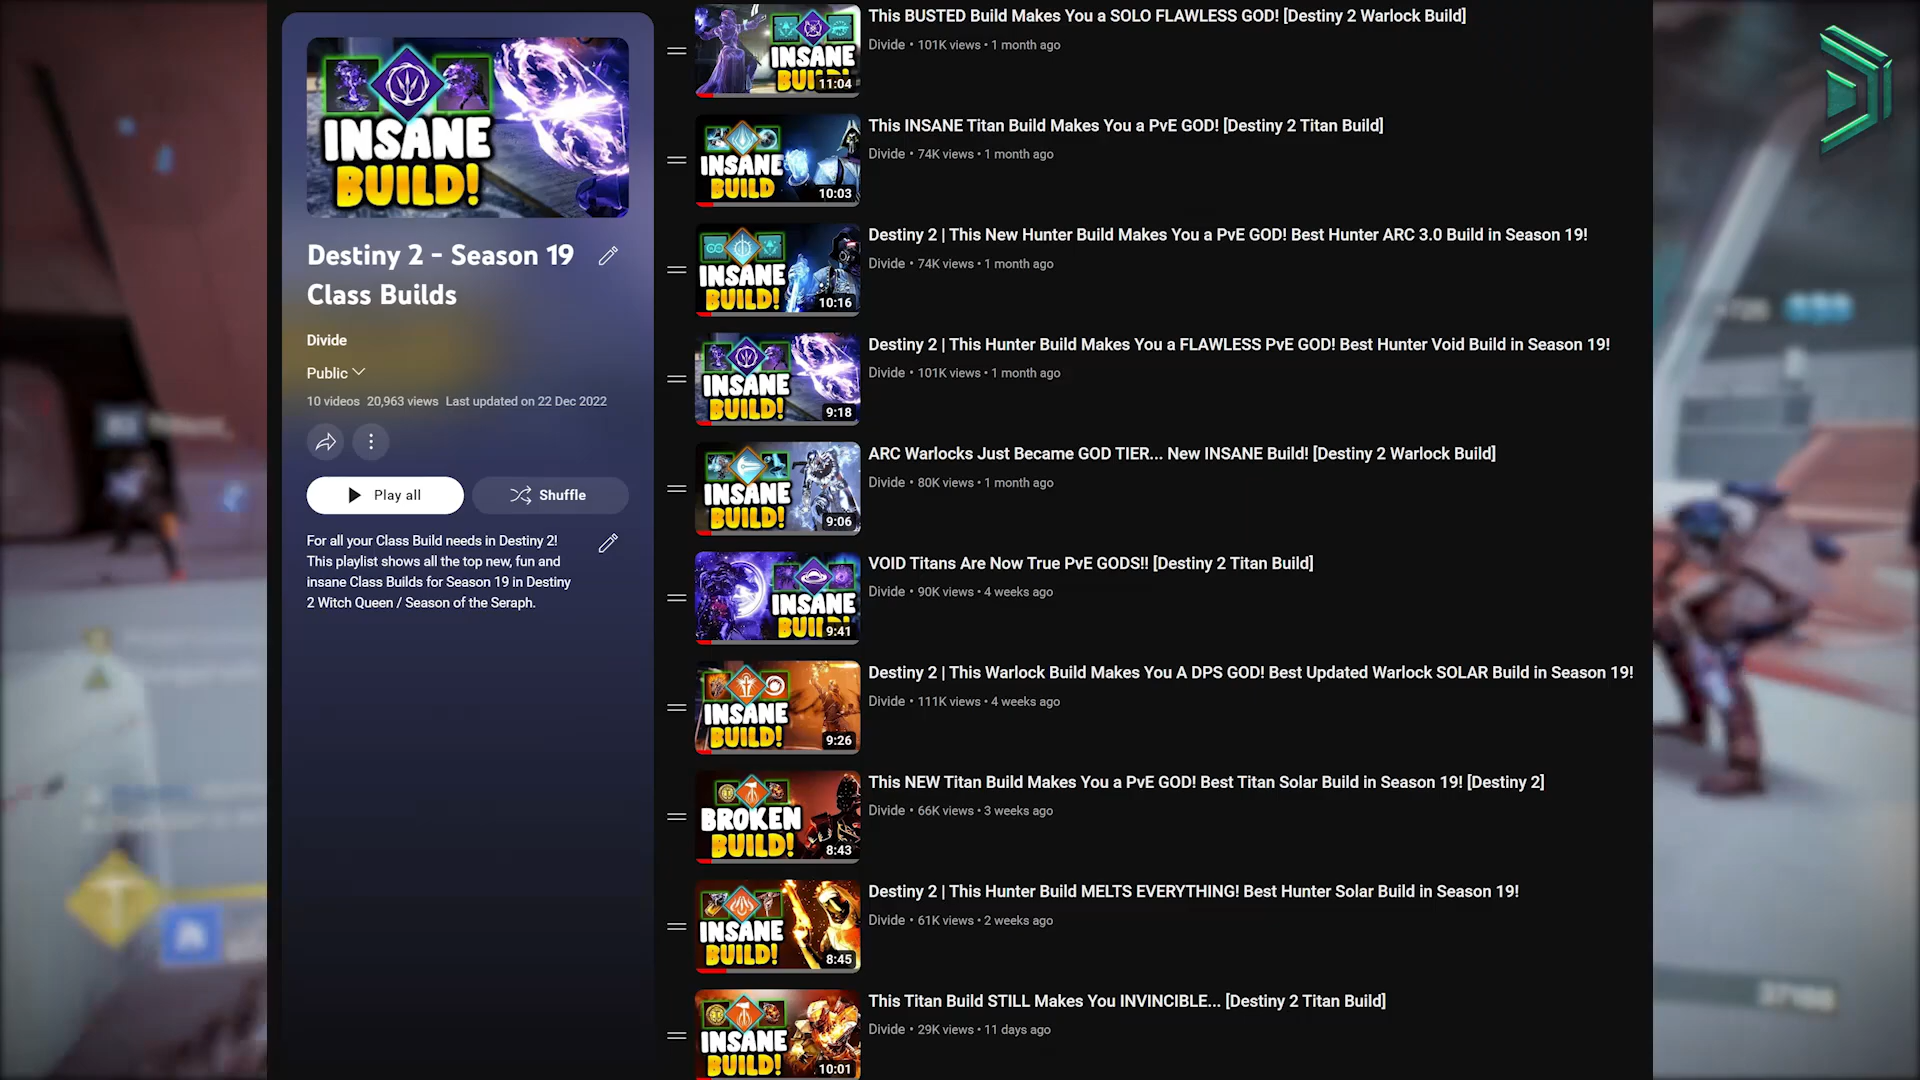 INSANE
BUILD!
Destiny 2 - Season 19
Class Builds
Divide
Public
10 videos 20,963 views Last updated on 22 Dec 2022
Play all
Shuffle
For all your Class Build needs in Destiny 2!
This playlist shows all the top new, fun and
insane Class Builds for Season 19 in Destiny
2 Witch Queen / Season of the Seraph.
INSANE
BUI
11:04
This BUSTED Build Makes You a SOLO FLAWLESS GOD! [Destiny 2 Warlock Build]
Divide • 101K views • 1 month ago
INSANE
BUILD
10:03
This INSANE Titan Build Makes You a PvE GOD! [Destiny 2 Titan Build]
Divide • 74K views • 1 month ago
INSANE
BUILD!
10:16
Destiny 2 | This New Hunter Build Makes You a PvE GOD! Best Hunter ARC 3.0 Build in Season 19!
Divide • 74K views • 1 month ago
INSANE
BUILD!
9:18
Destiny 2 | This Hunter Build Makes You a FLAWLESS PvE GOD! Best Hunter Void Build in Season 19!
Divide • 101K views • 1 month ago
INSANE
BUILD!
9:06
ARC Warlocks Just Became GOD TIER... New INSANE Build! [Destiny 2 Warlock Build]
Divide • 80K views • 1 month ago
INSANE
BUI
9:41
VOID Titans Are Now True PvE GODS!! [Destiny 2 Titan Build]
Divide • 90K views • 4 weeks ago
INSANE
BUILD!
9:26
Destiny 2 | This Warlock Build Makes You A DPS GOD! Best Updated Warlock SOLAR Build in Season 19!
Divide • 111K views • 4 weeks ago
BROKEN
BUILD!
8:43
This NEW Titan Build Makes You a PvE GOD! Best Titan Solar Build in Season 19! [Destiny 2]
Divide • 66K views • 3 weeks ago
INSANE
BUILD!
8:45
Destiny 2 | This Hunter Build MELTS EVERYTHING! Best Hunter Solar Build in Season 19!
Divide • 61K views • 2 weeks ago
INSANE
BUILD!
10:01
This Titan Build STILL Makes You INVINCIBLE... [Destiny 2 Titan Build]
Divide • 29K views • 11 days ago